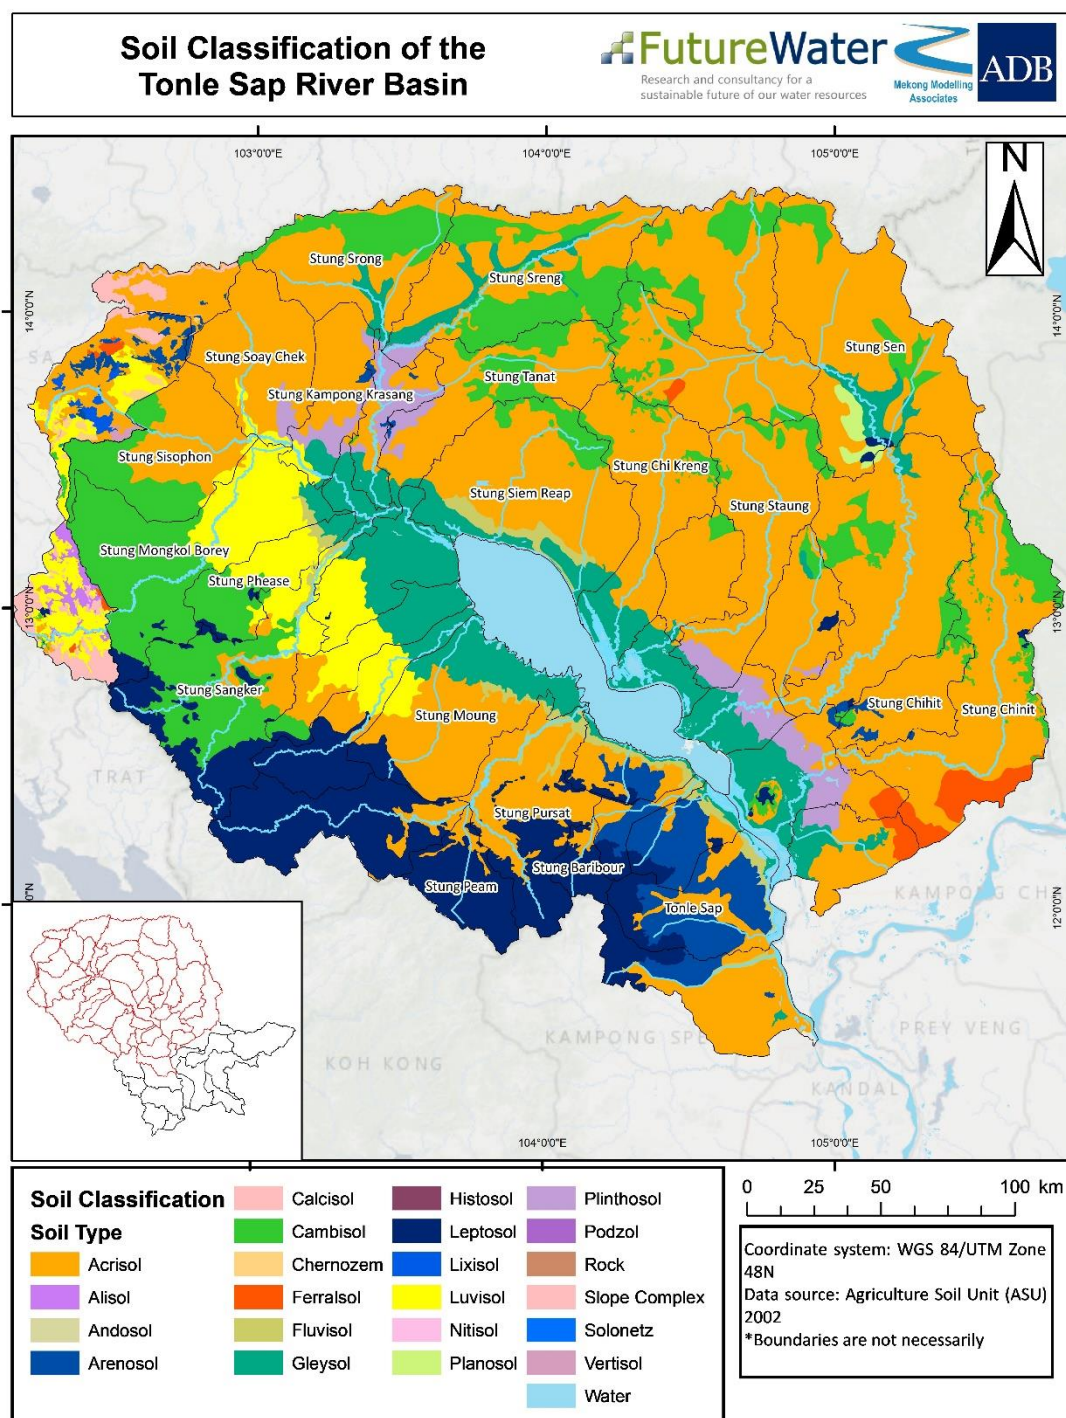 Soil Classification of the
Tonle Sap River Basin
FutureWater
Research and consultancy for a
sustainable future of our water resources
Mekong Modelling
Associates
ADB
103°0'0"E
104°0'0"E
105°0'0"E
N
14°0'0"N
14°0'0"N
Stung Srong
Stung Sreng
Stung Soay Chek
Stung Sen
Stung Tanat
Stung Kampong Krasang
Stung Sisophon
Stung Chi Kreng
Stung Siem Reap
Stung Staung
Stung Mongkol Borey
Stung Phease
13°0'0"N
13°0'0"N
Stung Sangker
Stung Moung
Stung Chihit
Stung Chinit
TRAT
Stung Pursat
Stung Baribour
Stung Peam
Tonle Sap
KAMPONG CH
12°0'0"N
0"N
KAMPONG SPE
PREY VENG
KOH KONG
KANDAL
104°0'0"E
105°0'0"E
Soil Classification
Soil Type
Acrisol
Alisol
Andosol
Arenosol
Calcisol
Cambisol
Chernozem
Ferralsol
Fluvisol
Gleysol
Histosol
Leptosol
Lixisol
Luvisol
Nitisol
Planosol
Plinthosol
Podzol
Rock
Slope Complex
Solonetz
Vertisol
Water
0 25 50 100 km
Coordinate system: WGS 84/UTM Zone
48N
Data source: Agriculture Soil Unit (ASU)
2002
*Boundaries are not necessarily